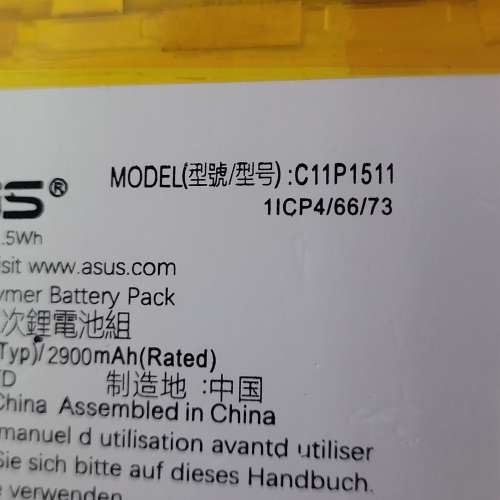 MODEL(型號/型号) :C11P1511
1ICP4/66/73
®
.5Wh
www.asus.com
Battery Pack
次鋰電池組
Typ)/ 2900mAh(Rated)
制造地 :中国
China Assembled in China
manuel d utilisation avantd utiliser
Sie sich bitte auf dieses Handbuch.
verwenden